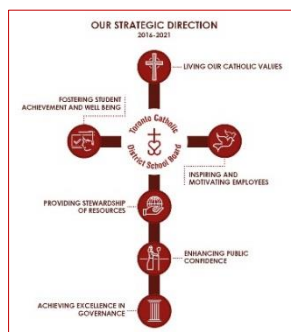 OUR STRATEGIC DIRECTION
2016-2021
LIVING OUR CATHOLIC VALUES
FOSTERING STUDENT
ACHIEVEMENT AND WELL BEING
Toronto Catholic
District School Board
INSPIRING AND
MOTIVATING EMPLOYEES
PROVIDING STEWARDSHIP
OF RESOURCES
ENHANCING PUBLIC
CONFIDENCE
ACHIEVING EXCELLENCE IN
GOVERNANCE